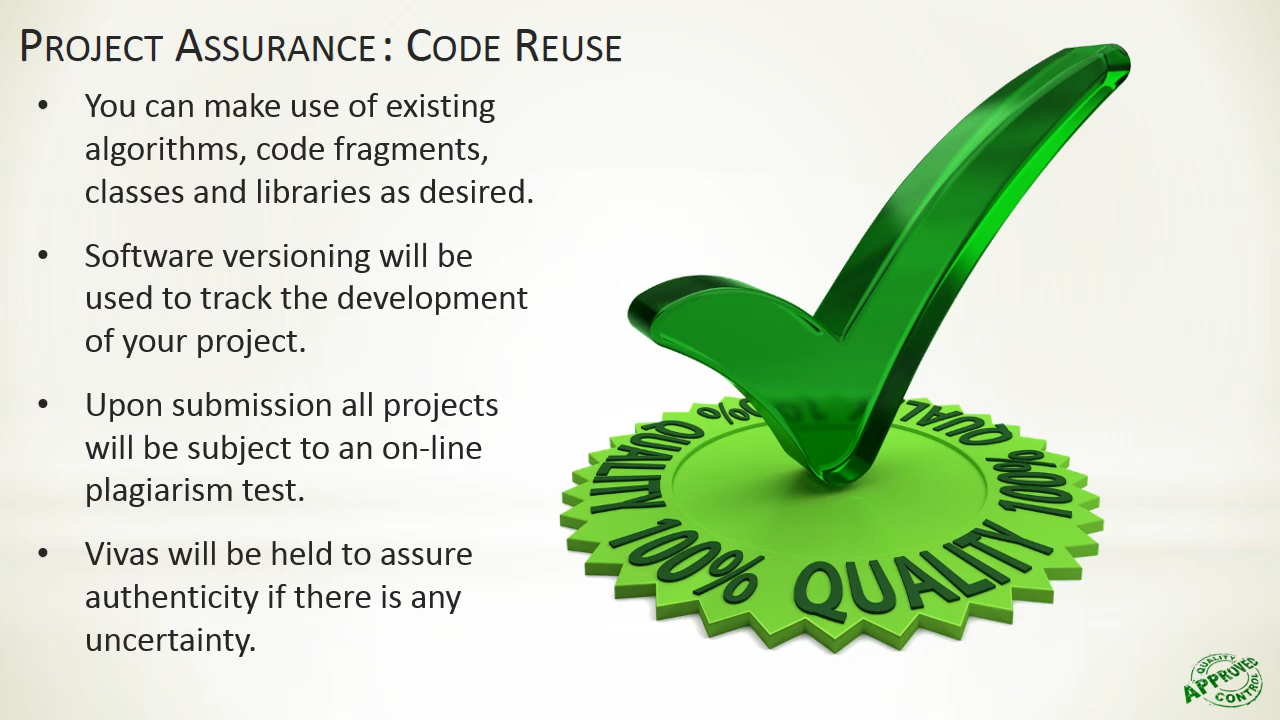 PROJECT ASSURANCE: CODE REUSE
• You can make use of existing
algorithms, code fragments,
classes and libraries as desired.
• Software versioning will be
used to track the development
of your project.
• Upon submission all projects
will be subject to an on-line
plagiarism test.
• Vivas will be held to assure
authenticity if there is any
uncertainty.
QUALITY 100% QUALITY 100%
QUALITY
APPROVED
CONTROL